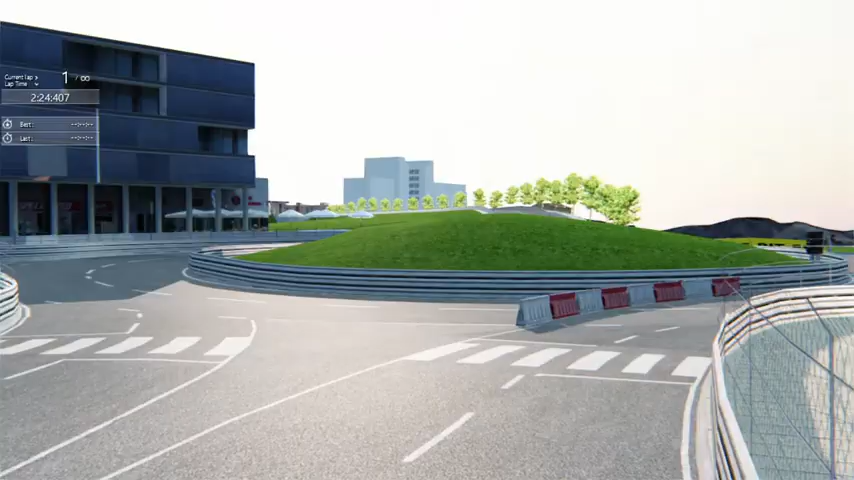 Current lap
1 / ∞
Lap Time
2:24:407
Best: --:--:--
Last: --:--:--